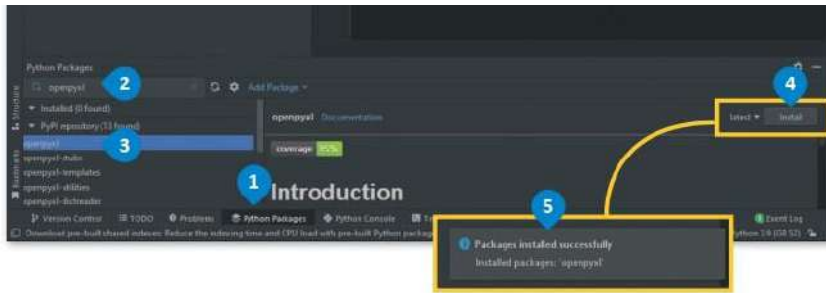 Python Packages
openpyxl
Add Package
Installed (0 found)
PyPI repository (13 found)
openpyxl
openpyxl-stubs
openpyxl-templates
openpyxl-utilities
openpyxl-dictreader
openpyxl Documentation
coverage 95%
Introduction
latest Install
1
2
3
4
5
Structure
Bookmarks
Version Control TODO Problems Python Packages Python Console
Event Log
Download pre-built shared indexes: Reduce the indexing time and CPU load with pre-built Python packag
Packages installed successfully
Installed packages: 'openpyxl'